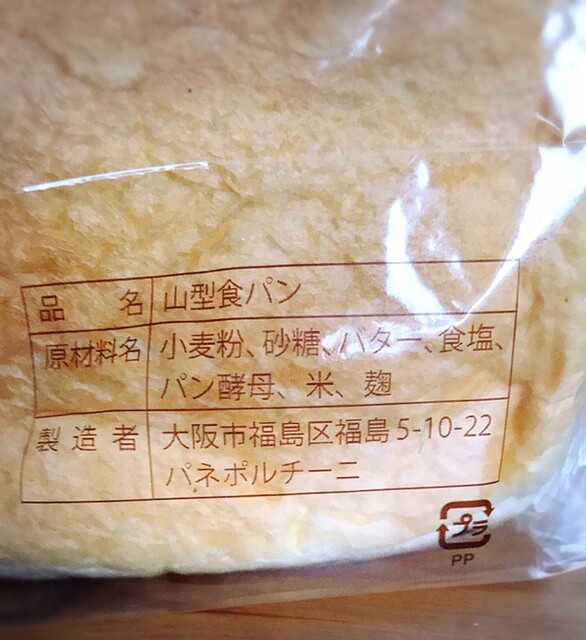 品名 山型食パン
原材料名 小麦粉、砂糖、バター、食塩、
パン酵母、米、麹
製造者 大阪市福島区福島5-10-22
パネポルチーニ
プラ
PP